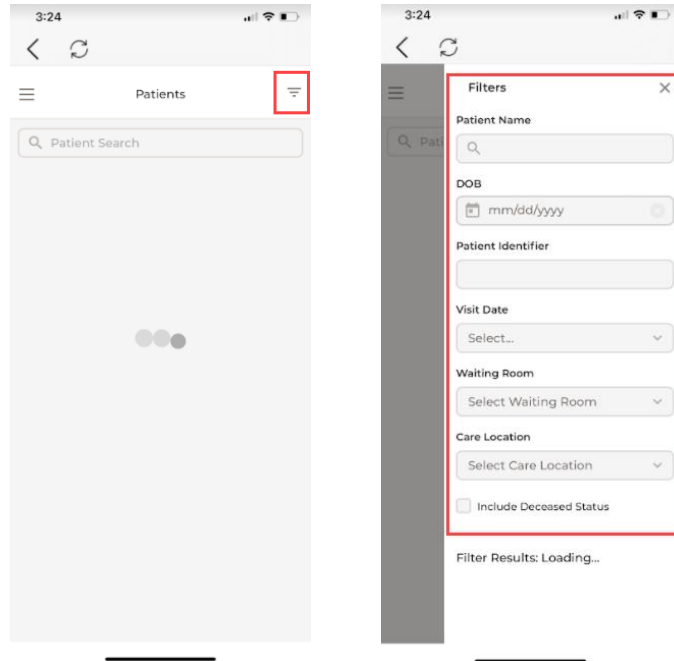 3:24
Patients
Patient Search
3:24
Pati
Filters
Patient Name
DOB
mm/dd/yyyy
Patient Identifier
Visit Date
Select...
Waiting Room
Select Waiting Room
Care Location
Select Care Location
Include Deceased Status
Filter Results: Loading...